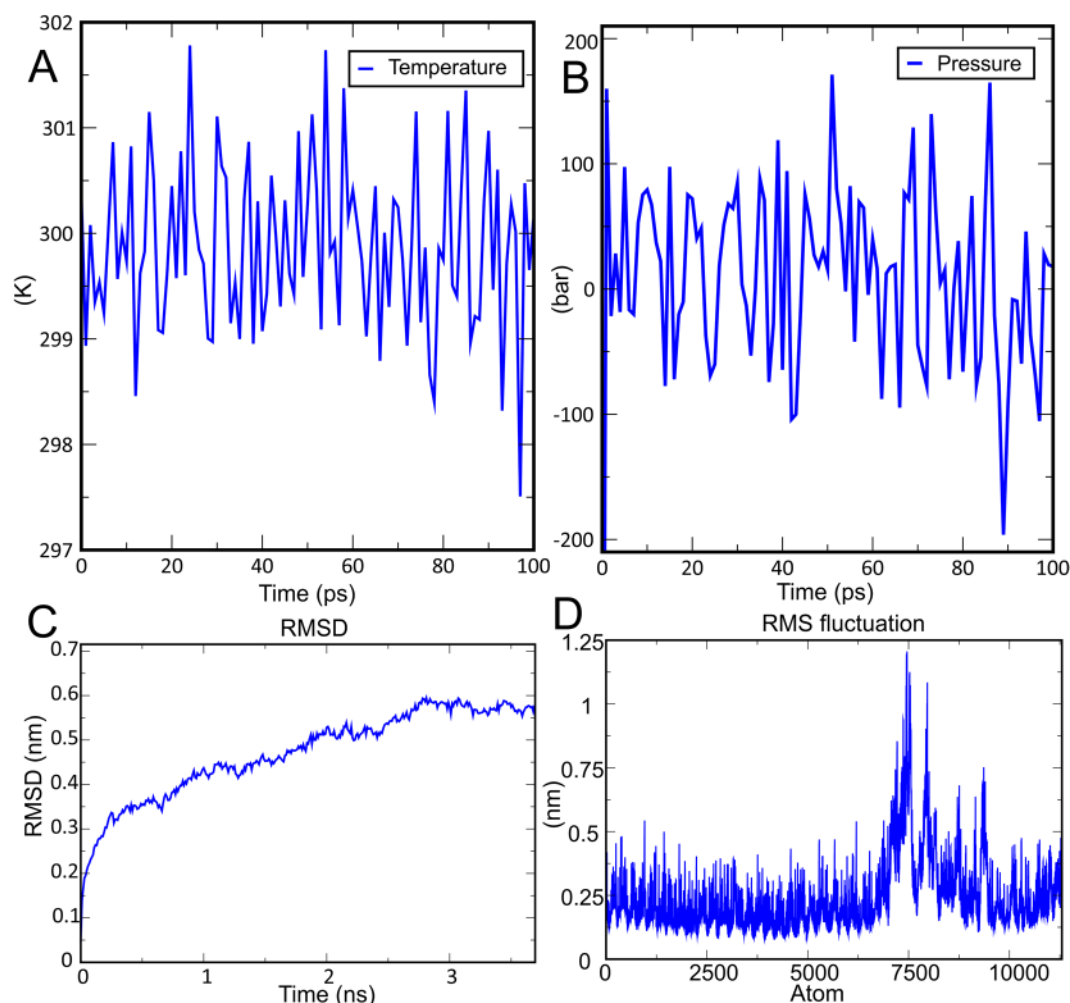 A
Temperature
302
301
300
299
298
297
(K)
0
20
40
60
80
100
Time (ps)
B
Pressure
200
100
0
-100
-200
(bar)
0
20
40
60
80
100
Time (ps)
C
RMSD
0.7
0.6
0.5
0.4
0.3
0.2
0.1
0
RMSD (nm)
0
1
2
3
Time (ns)
D
RMS fluctuation
1.25
1
0.75
0.5
0.25
0
(nm)
0
2500
5000
7500
10000
Atom